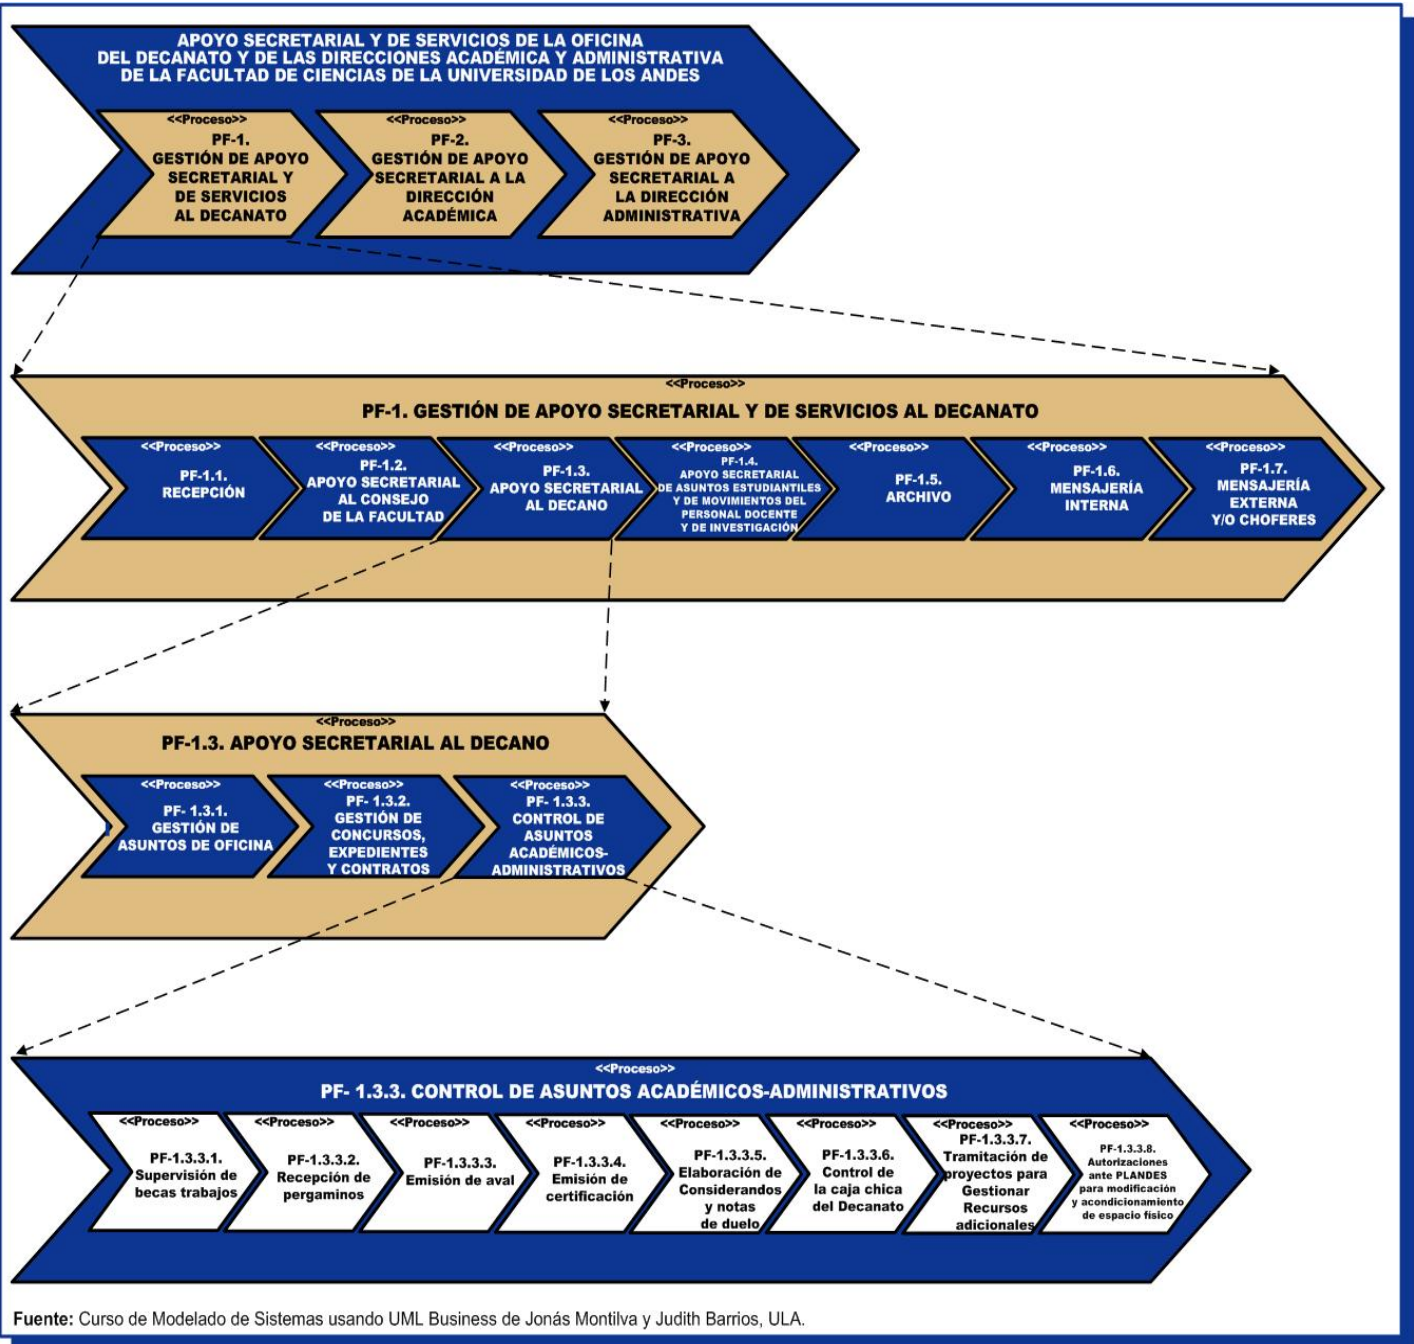 APOYO SECRETARIAL Y DE SERVICIOS DE LA OFICINA
DEL DECANATO Y DE LAS DIRECCIONES ACADÉMICA Y ADMINISTRATIVA
DE LA FACULTAD DE CIENCIAS DE LA UNIVERSIDAD DE LOS ANDES
<<Proceso>>
PF-1.
GESTIÓN DE APOYO
SECRETARIAL Y
DE SERVICIOS
AL DECANATO
<<Proceso>>
PF-2.
GESTIÓN DE APOYO
SECRETARIAL A LA
DIRECCIÓN
ACADÉMICA
<<Proceso>>
PF-3.
GESTIÓN DE APOYO
SECRETARIAL A
LA DIRECCIÓN
ADMINISTRATIVA
<<Proceso>>
PF-1. GESTIÓN DE APOYO SECRETARIAL Y DE SERVICIOS AL DECANATO
<<Proceso>>
PF-1.1.
RECEPCIÓN
<<Proceso>>
PF-1.2.
APOYO SECRETARIAL
AL CONSEJO
DE LA FACULTAD
<<Proceso>>
PF-1.3.
APOYO SECRETARIAL
AL DECANO
<<Proceso>>
PF-1.4.
APOYO SECRETARIAL
DE ASUNTOS ESTUDIANTILES
Y DE MOVIMIENTOS DEL
PERSONAL DOCENTE
Y DE INVESTIGACIÓN
<<Proceso>>
PF-1.5.
ARCHIVO
<<Proceso>>
PF-1.6.
MENSAJERÍA
INTERNA
<<Proceso>>
PF-1.7.
MENSAJERÍA
EXTERNA
Y/O CHOFERES
<<Proceso>>
PF-1.3. APOYO SECRETARIAL AL DECANO
<<Proceso>>
PF- 1.3.1.
GESTIÓN DE
ASUNTOS DE OFICINA
<<Proceso>>
PF- 1.3.2.
GESTIÓN DE
CONCURSOS,
EXPEDIENTES
Y CONTRATOS
<<Proceso>>
PF- 1.3.3.
CONTROL DE
ASUNTOS
ACADÉMICOS-
ADMINISTRATIVOS
<<Proceso>>
PF- 1.3.3. CONTROL DE ASUNTOS ACADÉMICOS-ADMINISTRATIVOS
<<Proceso>>
PF-1.3.3.1.
Supervisión de
becas trabajos
<<Proceso>>
PF-1.3.3.2.
Recepción de
pergaminos
<<Proceso>>
PF-1.3.3.3.
Emisión de aval
<<Proceso>>
PF-1.3.3.4.
Emisión de
certificación
<<Proceso>>
PF-1.3.3.5.
Elaboración de
Considerandos
y notas
de duelo
<<Proceso>>
PF-1.3.3.6.
Control de
la caja chica
del Decanato
<<Proceso>>
PF-1.3.3.7.
Tramitación de
proyectos para
Gestionar
Recursos
adicionales
<<Proceso>>
PF-1.3.3.8.
Autorizaciones
ante PLANDES
para modificación
y acondicionamiento
de espacio físico
Fuente: Curso de Modelado de Sistemas usando UML Business de Jonás Montilva y Judith Barrios, ULA.